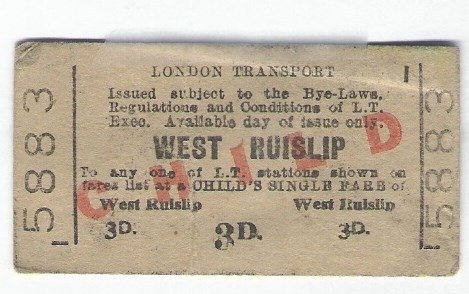 LONDON TRANSPORT
1
Issued subject to the Bye-Laws,
Regulations and Conditions of L.T.
Exec. Available day of issue only.
WEST RUISLIP
CHILD
To any one of L.T. stations shown on
fares list at a CHILD'S SINGLE FARE of
West Ruislip West Ruislip
3D. 3D. 3D.
5883
5883